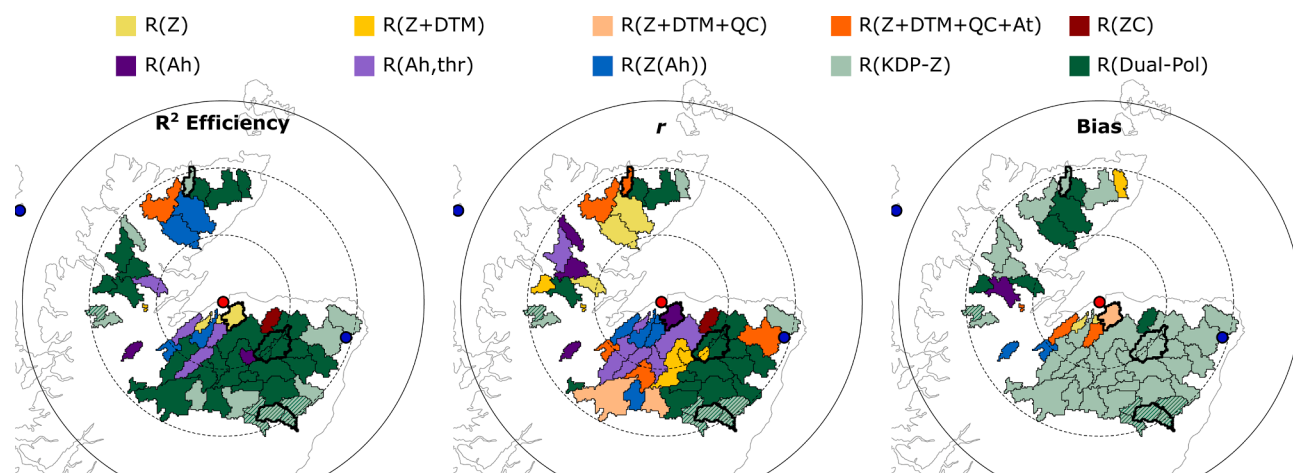 R(Z) R(Z+DTM) R(Z+DTM+QC) R(Z+DTM+QC+At) R(ZC)
R(Ah) R(Ah,thr) R(Z(Ah)) R(KDP-Z) R(Dual-Pol)
R² Efficiency r Bias